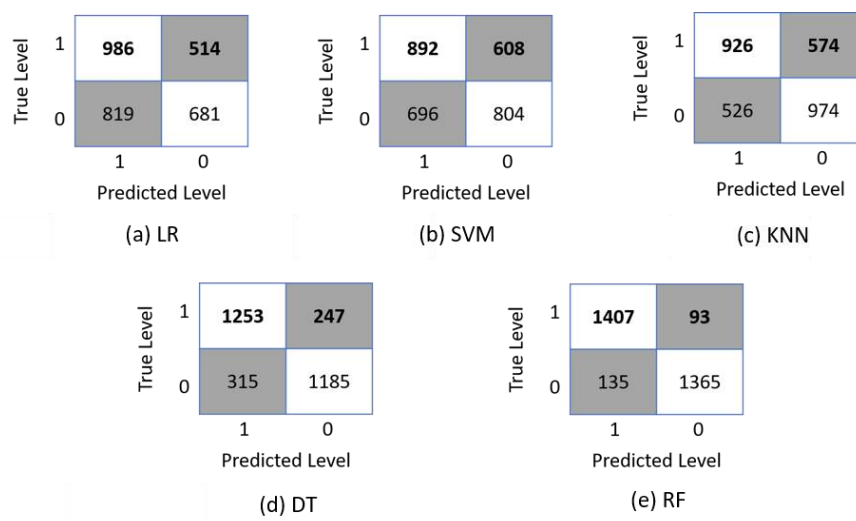 True Level
1
986
514
0
819
681
1
0
Predicted Level
(a) LR
True Level
1
892
608
0
696
804
1
0
Predicted Level
(b) SVM
True Level
1
926
574
0
526
974
1
0
Predicted Level
(c) KNN
True Level
1
1253
247
0
315
1185
1
0
Predicted Level
(d) DT
True Level
1
1407
93
0
135
1365
1
0
Predicted Level
(e) RF